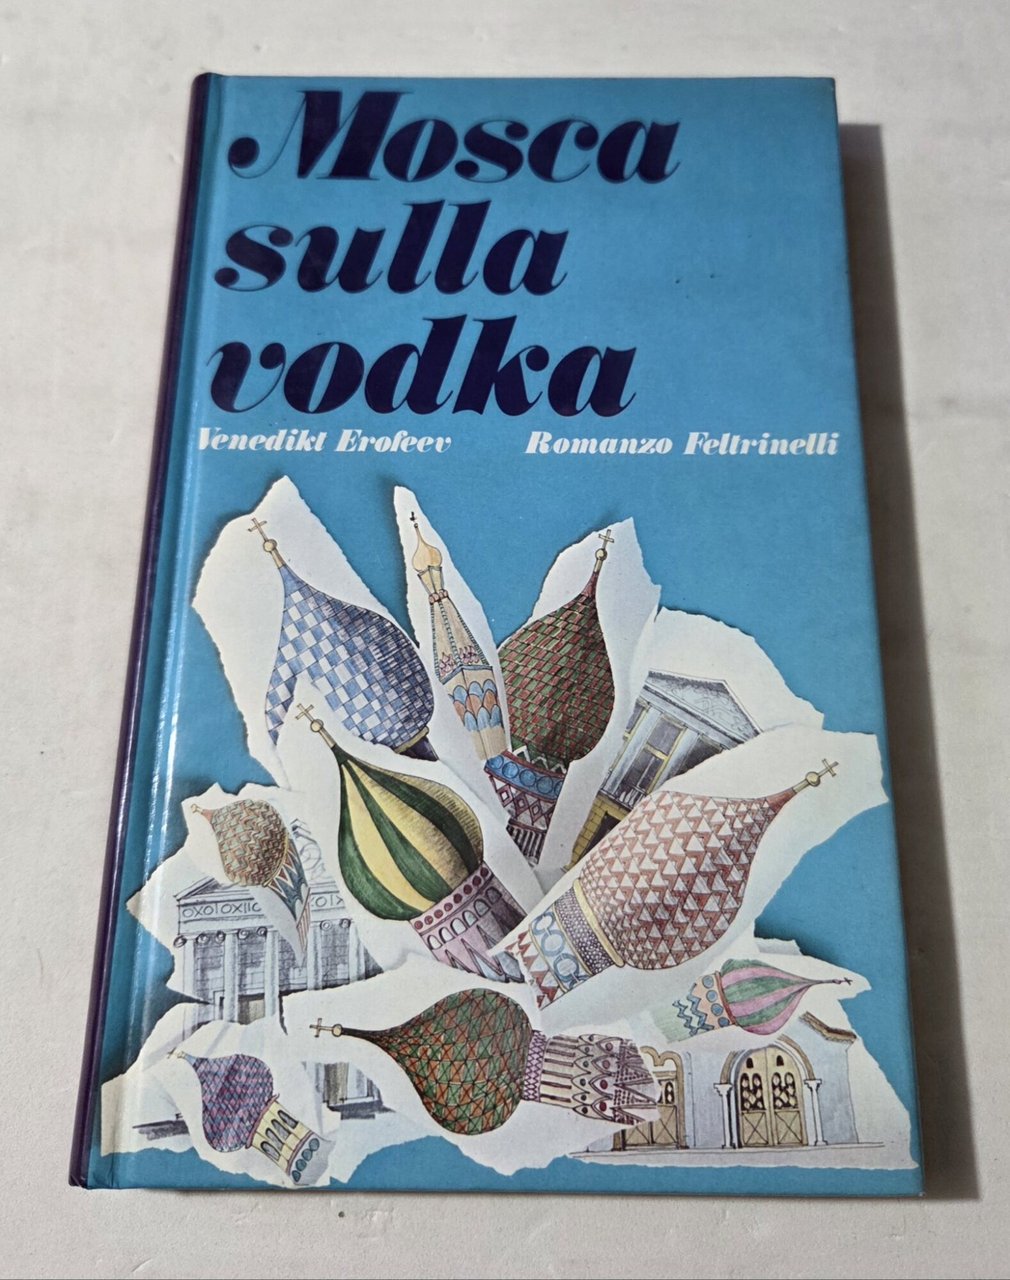 Mosca
sulla
vodka
Venedikt Erofeev Romanzo Feltrinelli